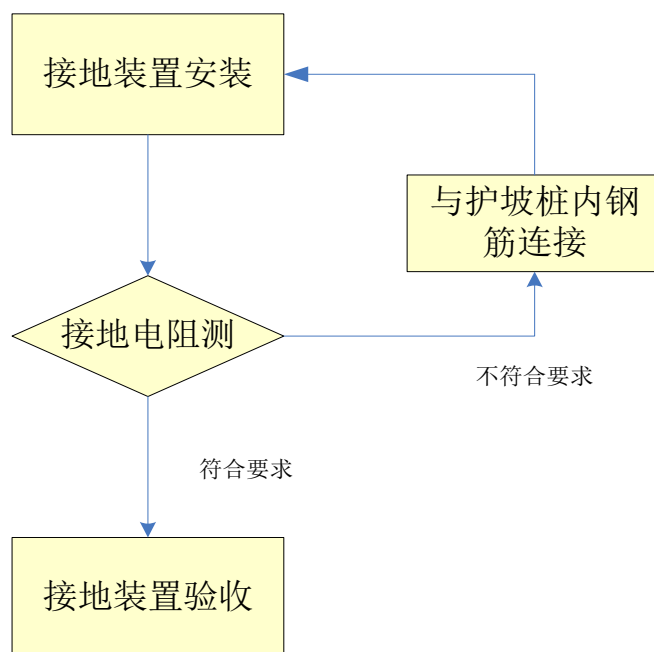 接地装置安装
与护坡桩内钢
筋连接
接地电阻测
不符合要求
符合要求
接地装置验收